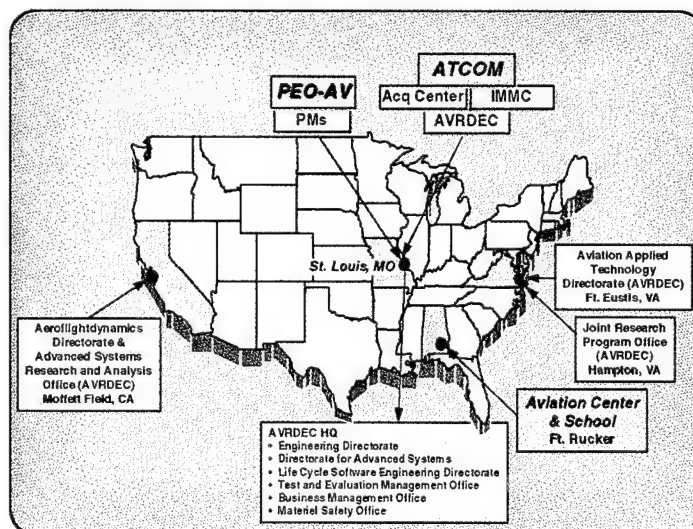 ATCOM
PEO-AV
Acq Center
IMMC
PMs
AVRDEC
St. Louis, MO
Aeroflightdynamics
Directorate
& Advanced Systems
Research and Analysis
Office (AVRDEC)
Moffett Field, CA
Aviation Applied
Technology
Directorate (AVRDEC)
Ft. Eustis, VA
Joint Research
Program Office
(AVRDEC)
Hampton, VA
Aviation Center
& School
Ft. Rucker
AVRDEC HQ
• Engineering Directorate
• Directorate for Advanced Systems
• Life Cycle Software Engineering Directorate
• Test and Evaluation Management Office
• Business Management Office
• Materiel Safety Office